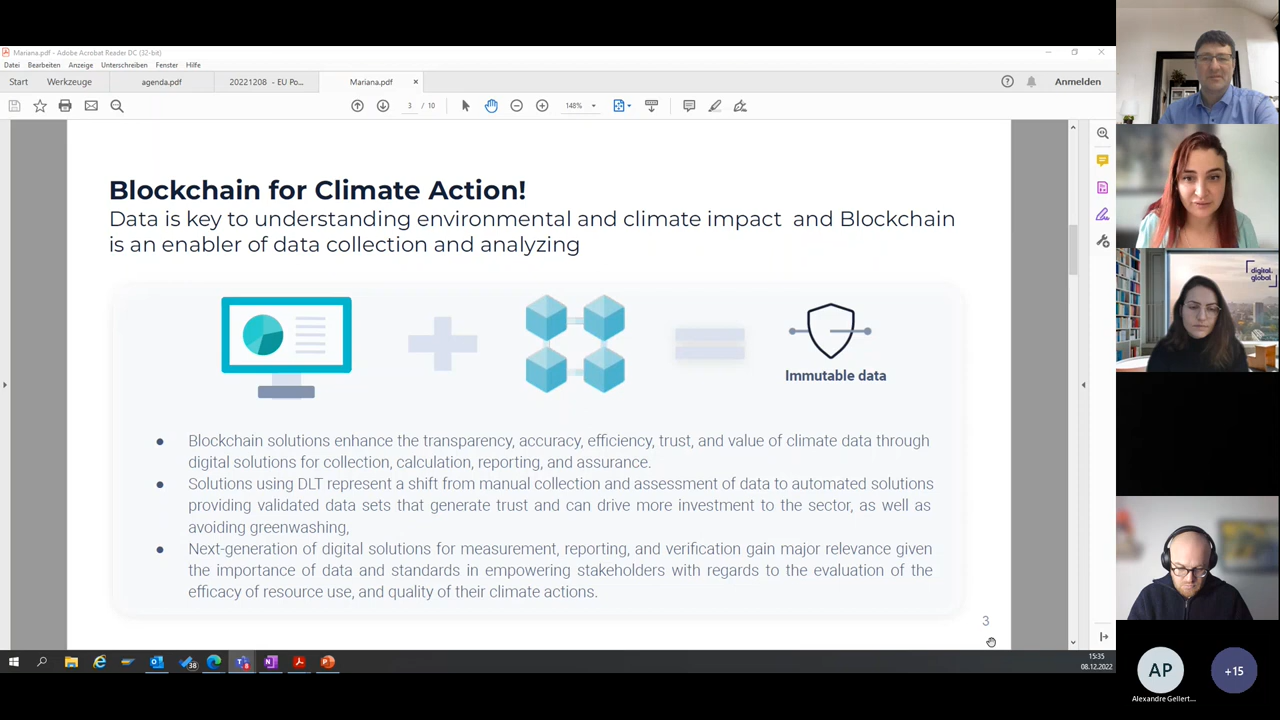 Mariana.pdf - Adobe Acrobat Reader DC (32-bit)
Datei Bearbeiten Anzeige Unterschreiben Fenster Hilfe
Start Werkzeuge agenda.pdf 20221208 - EU Po... Mariana.pdf × Anmelden
3 / 10 148%
Blockchain for Climate Action!
Data is key to understanding environmental and climate impact and Blockchain
is an enabler of data collection and analyzing
Immutable data
Blockchain solutions enhance the transparency, accuracy, efficiency, trust, and value of climate data through
digital solutions for collection, calculation, reporting, and assurance.
Solutions using DLT represent a shift from manual collection and assessment of data to automated solutions
providing validated data sets that generate trust and can drive more investment to the sector, as well as
avoiding greenwashing,
Next-generation of digital solutions for measurement, reporting, and verification gain major relevance given
the importance of data and standards in empowering stakeholders with regards to the evaluation of the
efficacy of resource use, and quality of their climate actions.
3
38
15:35
08.12.2022
digital.
global
AP
Alexandre Gellert...
+15